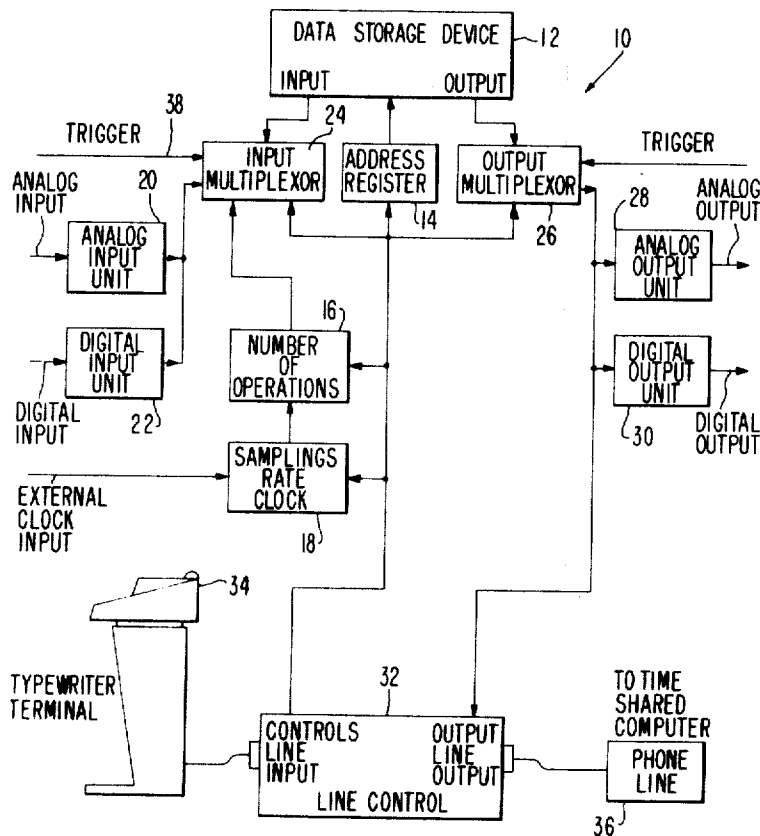 DATA STORAGE DEVICE
INPUT OUTPUT
12
10
38
TRIGGER
24
INPUT
MULTIPLEXOR
ADDRESS
REGISTER
14
OUTPUT
MULTIPLEXOR
26
TRIGGER
ANALOG
INPUT
20
ANALOG
INPUT
UNIT
28
ANALOG
OUTPUT
UNIT
ANALOG
OUTPUT
DIGITAL
INPUT
UNIT
22
DIGITAL
INPUT
16
NUMBER
OF
OPERATIONS
DIGITAL
OUTPUT
UNIT
30
DIGITAL
OUTPUT
SAMPLINGS
RATE
CLOCK
18
EXTERNAL
CLOCK
INPUT
34
TYPEWRITER
TERMINAL
32
CONTROLS
LINE
INPUT
OUTPUT
LINE
OUTPUT
LINE CONTROL
TO TIME
SHARED
COMPUTER
PHONE
LINE
36